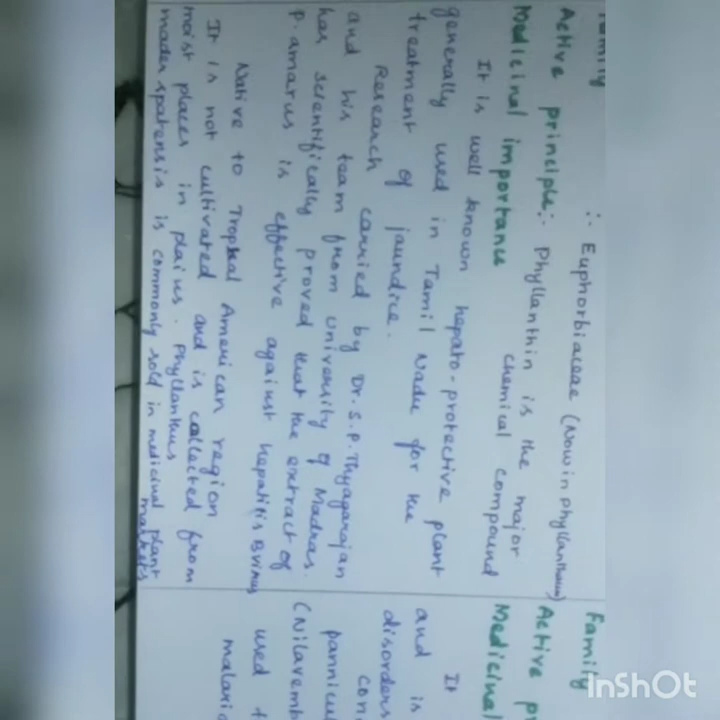 Family :- Euphorbiaceae (Now in phyllanthaceae)
Active principle:- Phyllanthin is the major
chemical compound
Medicinal importance
It is well known hepato-protective plant
generally used in Tamil Nadu for the
treatment of jaundice.
Research carried by Dr. S. P. Thyagarajan
and his team from University of Madras.
has scientifically proved that the extract of
P. amarus is effective against hepatitis B virus
Native to Tropical American region
It is not cultivated and is collected from
moist places in plains. Phyllanthus
maderspatensis is commonly sold in medicinal plant
markets
Family
Active p
Medicinal
It
and is
disorders
con
panicul
(Nilavemb
used t
malari
InShOt